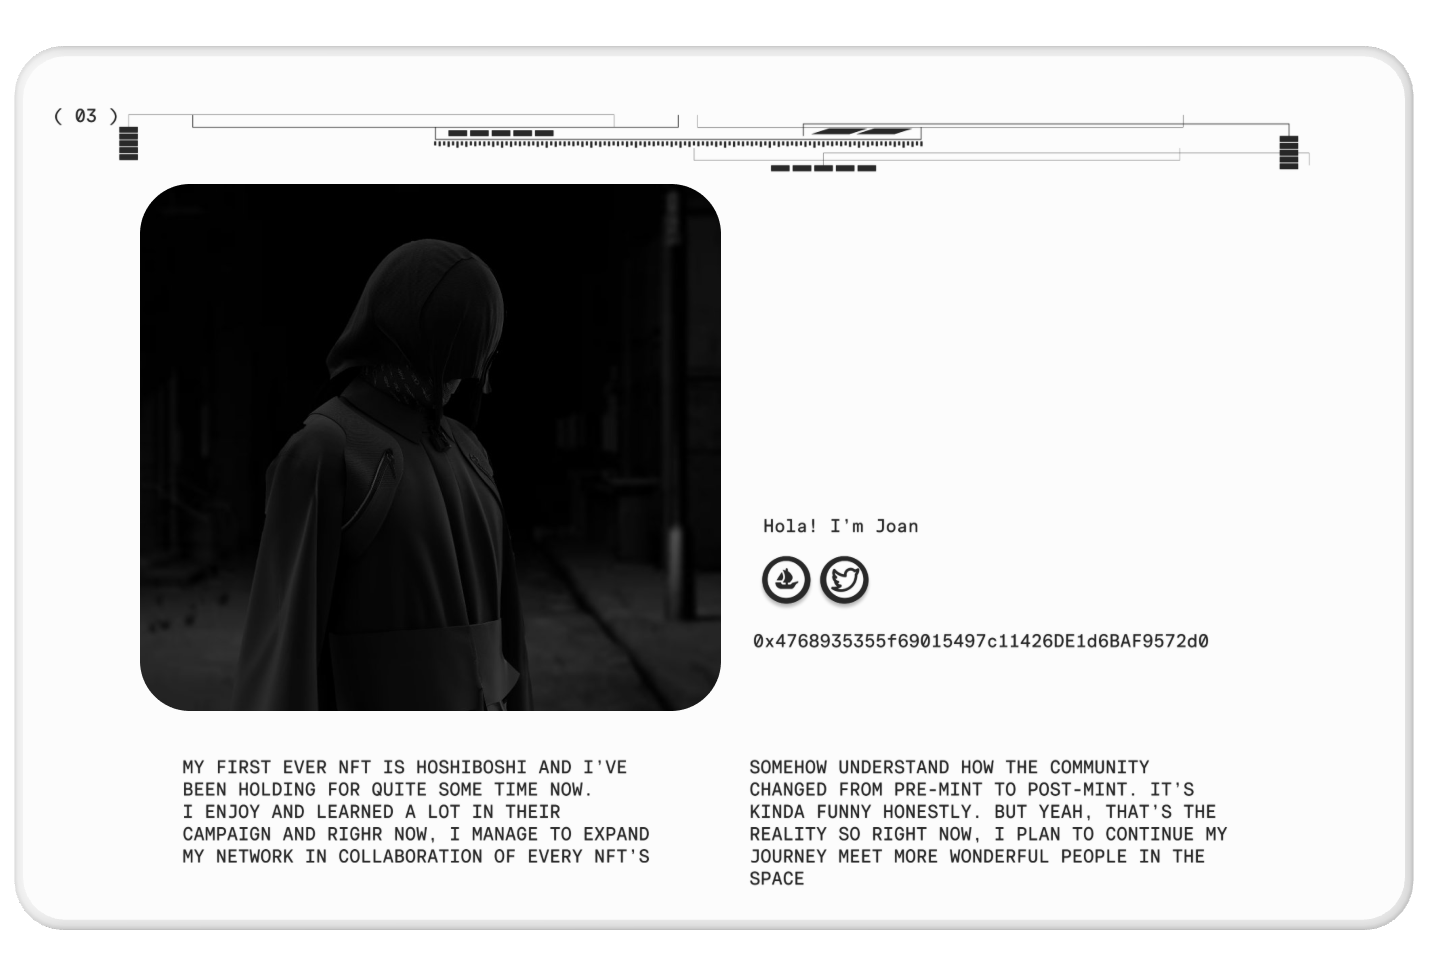 ( 03 )
Hola! I'm Joan
0x4768935355f69015497c11426DE1d6BAF9572d0
MY FIRST EVER NFT IS HOSHIBOSHI AND I'VE
BEEN HOLDING FOR QUITE SOME TIME NOW.
I ENJOY AND LEARNED A LOT IN THEIR
CAMPAIGN AND RIGHR NOW, I MANAGE TO EXPAND
MY NETWORK IN COLLABORATION OF EVERY NFT'S
SOMEHOW UNDERSTAND HOW THE COMMUNITY
CHANGED FROM PRE-MINT TO POST-MINT. IT'S
KINDA FUNNY HONESTLY. BUT YEAH, THAT'S THE
REALITY SO RIGHT NOW, I PLAN TO CONTINUE MY
JOURNEY MEET MORE WONDERFUL PEOPLE IN THE
SPACE